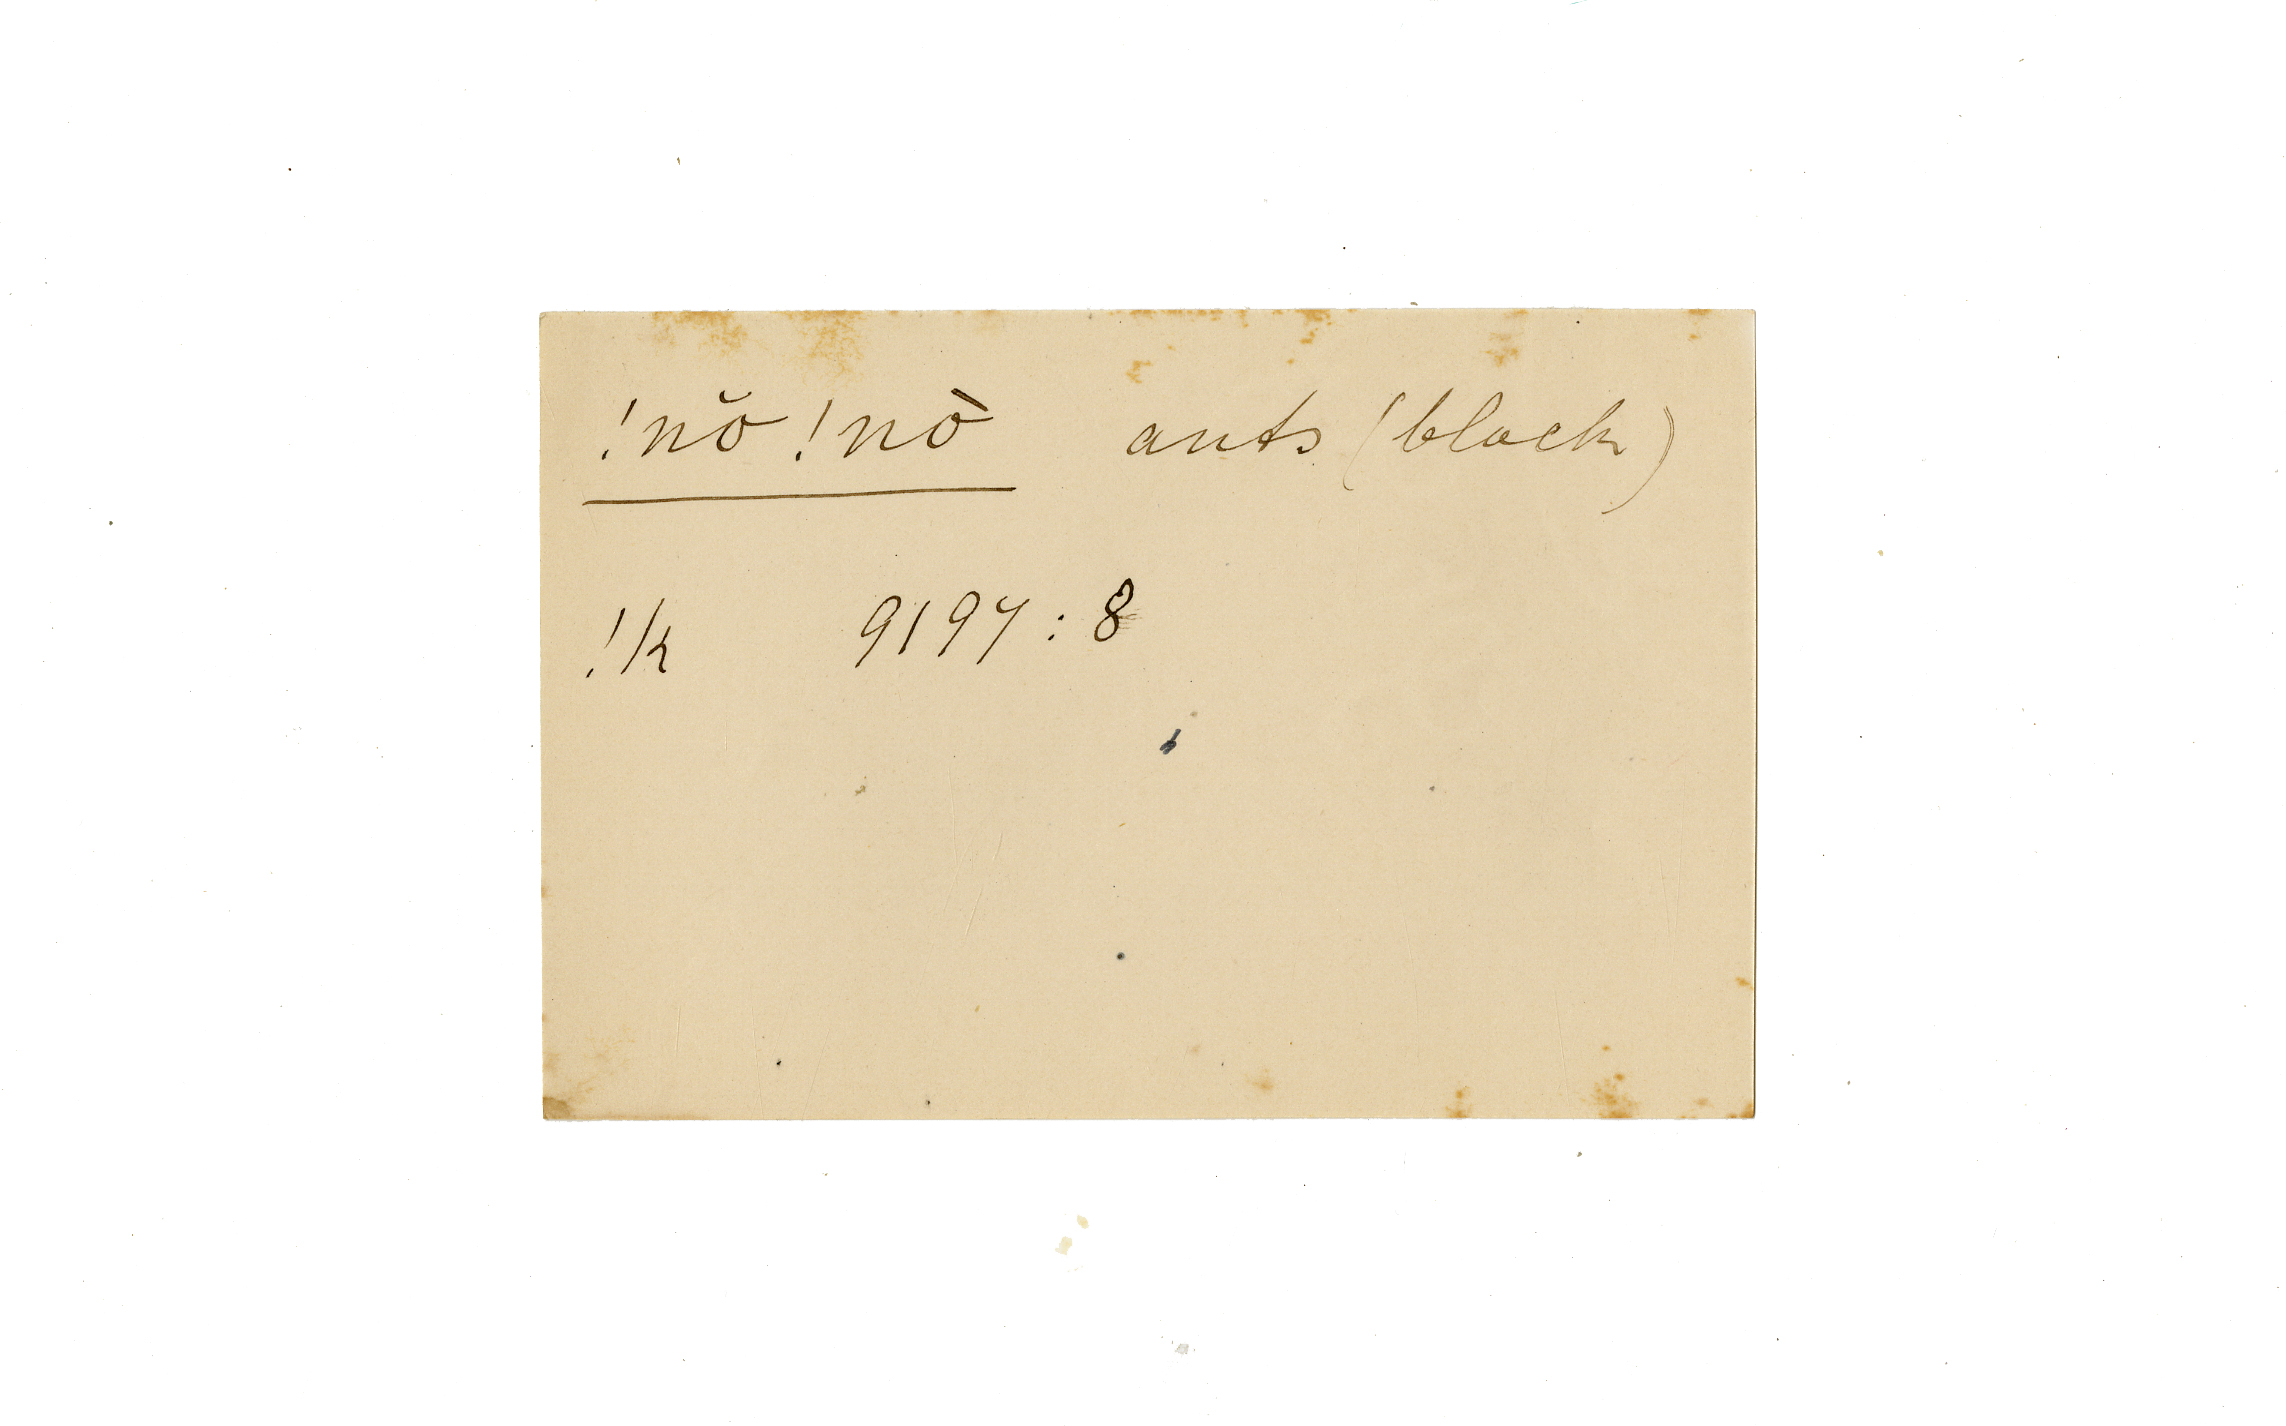 !nŏ !nò ants (black)
!k 9197 : 8